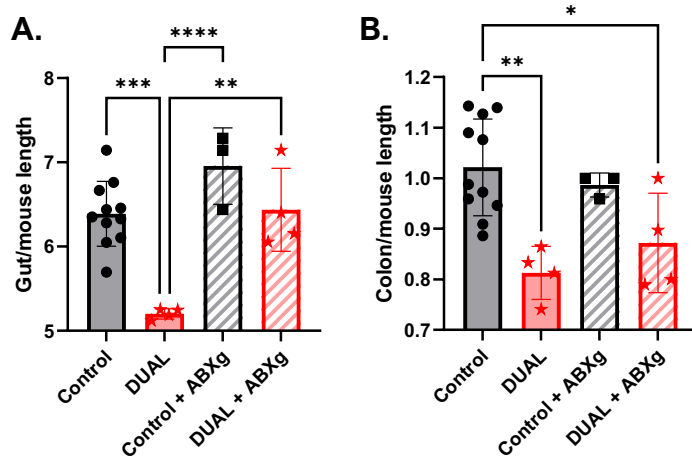 A.
****
***
**
Gut/mouse length
8
7
6
5
Control
DUAL
Control + ABXg
DUAL + ABXg
B.
*
**
Colon/mouse length
1.2
1.1
1.0
0.9
0.8
0.7
Control
DUAL
Control + ABXg
DUAL + ABXg